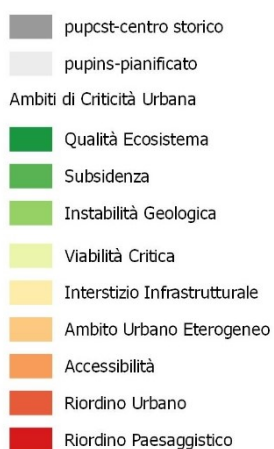 pupcst-centro storico
pupins-pianificato
Ambiti di Criticità Urbana
Qualità Ecosistema
Subsidenza
Instabilità Geologica
Viabilità Critica
Interstizio Infrastrutturale
Ambito Urbano Eterogeneo
Accessibilità
Riordino Urbano
Riordino Paesaggistico